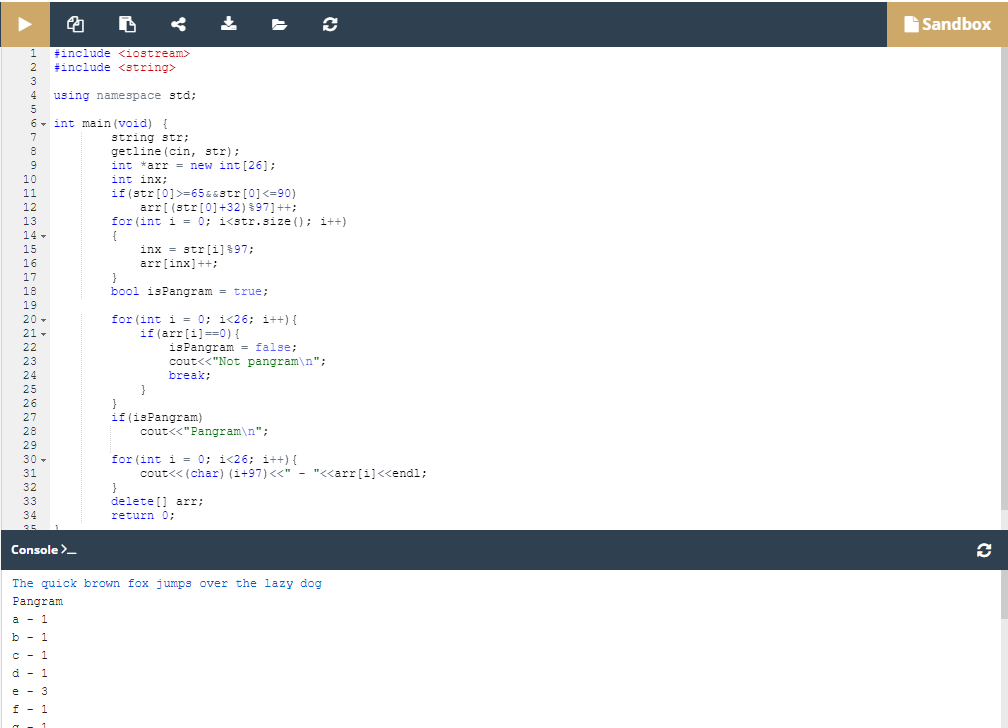 Sandbox
1 #include <iostream>
2 #include <string>
3
4 using namespace std;
5
6 int main(void) {
7 string str;
8 getline(cin, str);
9 int *arr = new int[26];
10 int inx;
11 if(str[0]>=65&&str[0]<=90)
12 arr[(str[0]+32)%97]++;
13 for(int i = 0; i<str.size(); i++)
14 {
15 inx = str[i]%97;
16 arr[inx]++;
17 }
18 bool isPangram = true;
19
20 for(int i = 0; i<26; i++){
21 if(arr[i]==0){
22 isPangram = false;
23 cout<<"Not pangram\n";
24 break;
25 }
26 }
27 if(isPangram)
28 cout<<"Pangram\n";
29
30 for(int i = 0; i<26; i++){
31 cout<<(char)(i+97)<<" - "<<arr[i]<<endl;
32 }
33 delete[] arr;
34 return 0;
35 }
Console >_
The quick brown fox jumps over the lazy dog
Pangram
a - 1
b - 1
c - 1
d - 1
e - 3
f - 1
g - 1